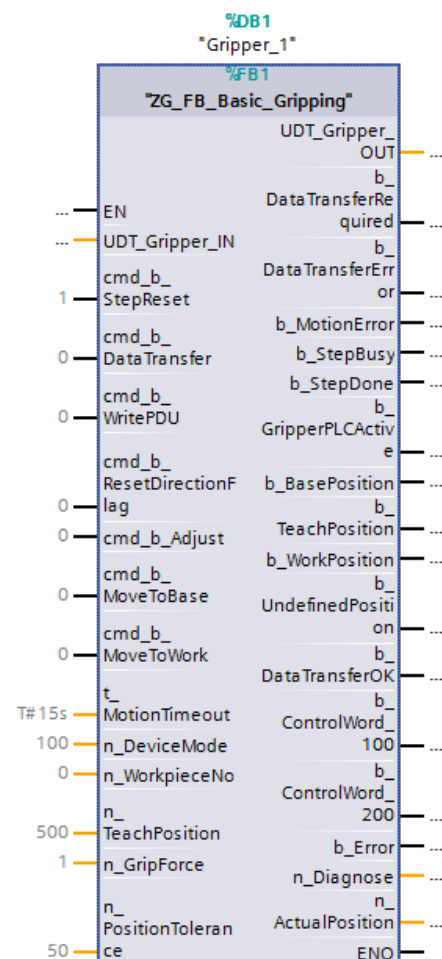 %DB1
"Gripper_1"
%FB1
"ZG_FB_Basic_Gripping"
UDT_Gripper_
OUT ...
b_
DataTransferRe
quired ...
... EN
b_
DataTransferErr
or ...
... UDT_Gripper_IN
cmd_b_
1 StepReset
b_MotionError ...
cmd_b_
0 DataTransfer
b_StepBusy ...
b_StepDone ...
cmd_b_
0 WritePDU
b_
GripperPLCActiv
e ...
cmd_b_
ResetDirectionF
0 lag
b_BasePosition ...
b_
TeachPosition ...
0 cmd_b_Adjust
b_WorkPosition ...
cmd_b_
0 MoveToBase
b_
UndefinedPositi
on ...
cmd_b_
0 MoveToWork
b_
DataTransferOK ...
t_
T#15s MotionTimeout
b_
ControlWord_
100 ...
100 n_DeviceMode
0 n_WorkpieceNo
b_
ControlWord_
200 ...
n_
500 TeachPosition
b_Error ...
1 n_GripForce
n_Diagnose ...
n_
PositionToleran
50 ce
n_
ActualPosition ...
ENO